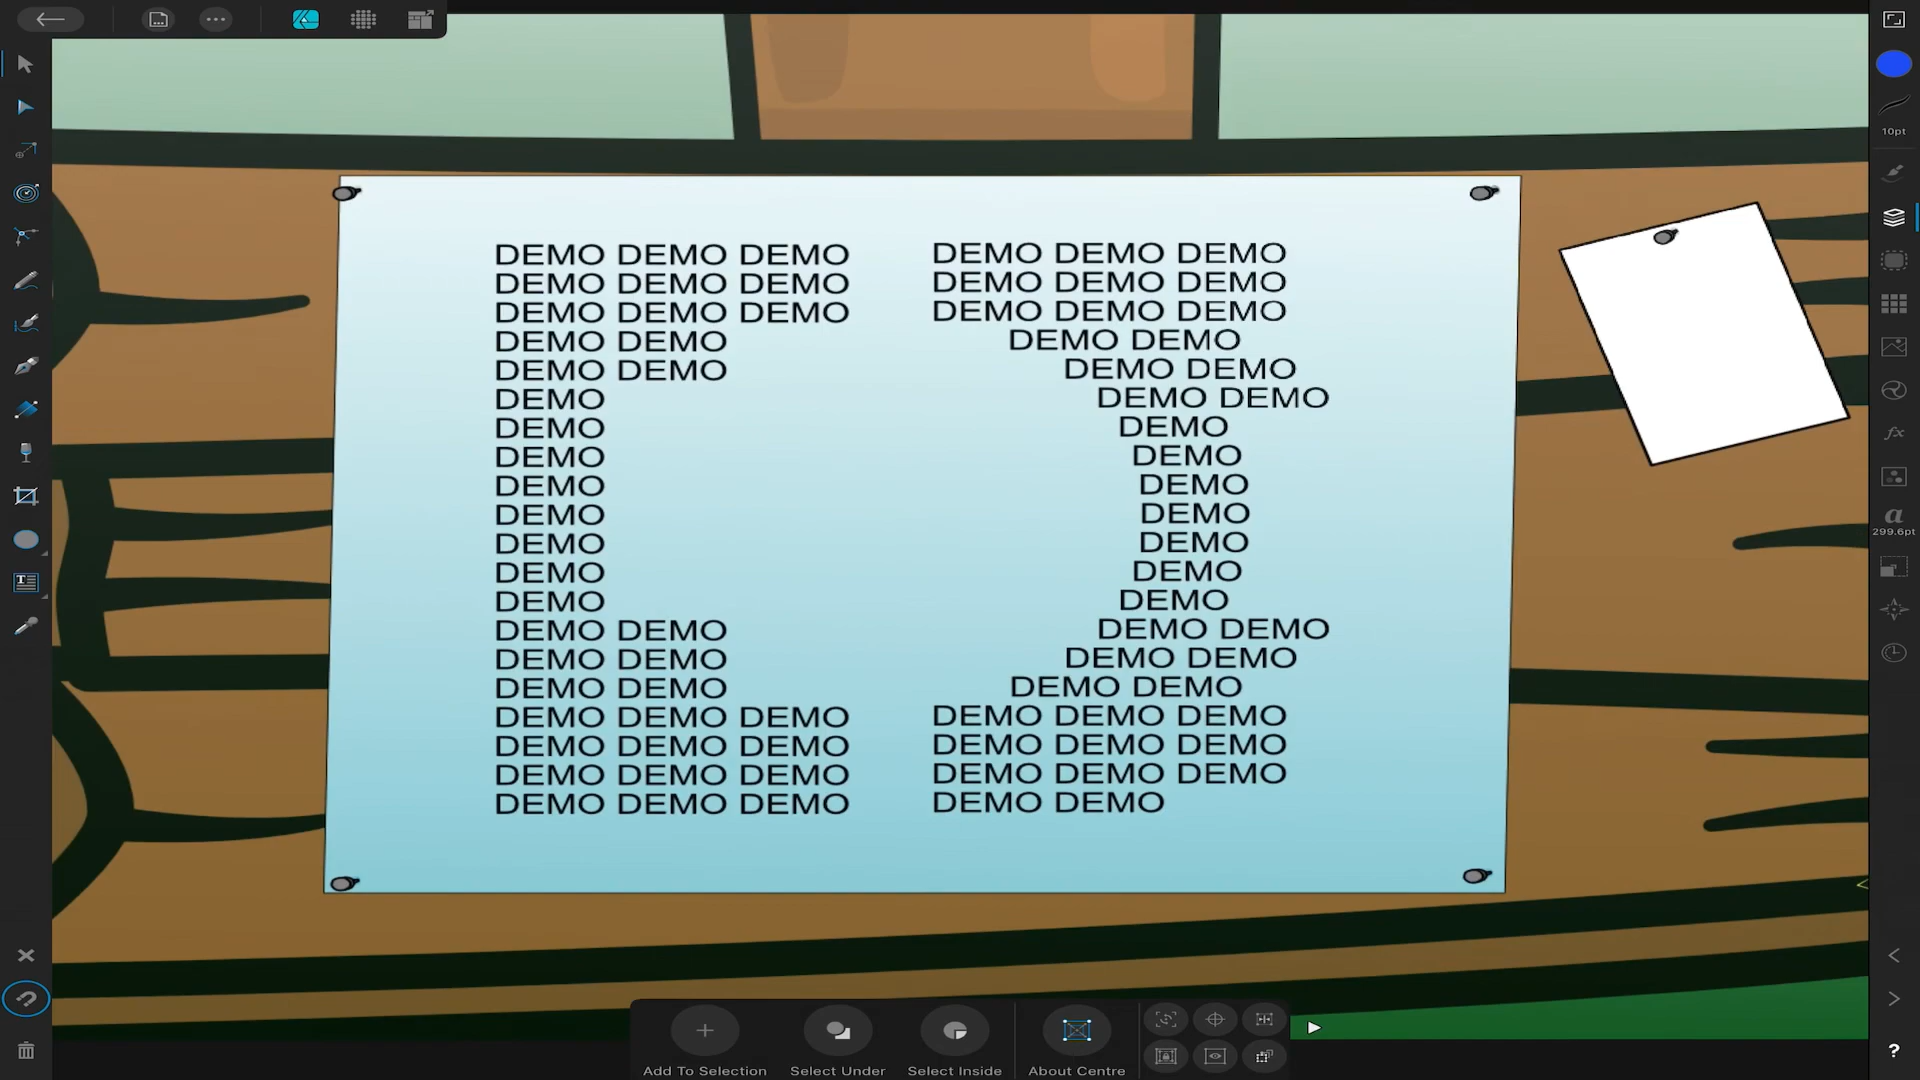 10pt
DEMO DEMO DEMO DEMO DEMO DEMO
DEMO DEMO DEMO DEMO DEMO DEMO
DEMO DEMO DEMO DEMO DEMO DEMO
DEMO DEMO DEMO DEMO
DEMO DEMO DEMO DEMO
DEMO DEMO DEMO
DEMO DEMO
DEMO DEMO
DEMO DEMO
DEMO DEMO
DEMO DEMO
DEMO DEMO
DEMO DEMO
DEMO DEMO DEMO DEMO
DEMO DEMO DEMO DEMO
DEMO DEMO DEMO DEMO
DEMO DEMO DEMO DEMO DEMO DEMO
DEMO DEMO DEMO DEMO DEMO DEMO
DEMO DEMO DEMO DEMO DEMO DEMO
DEMO DEMO DEMO DEMO DEMO
fx
a
299.6pt
T
?
Add To Selection
Select Under
Select Inside
About Centre